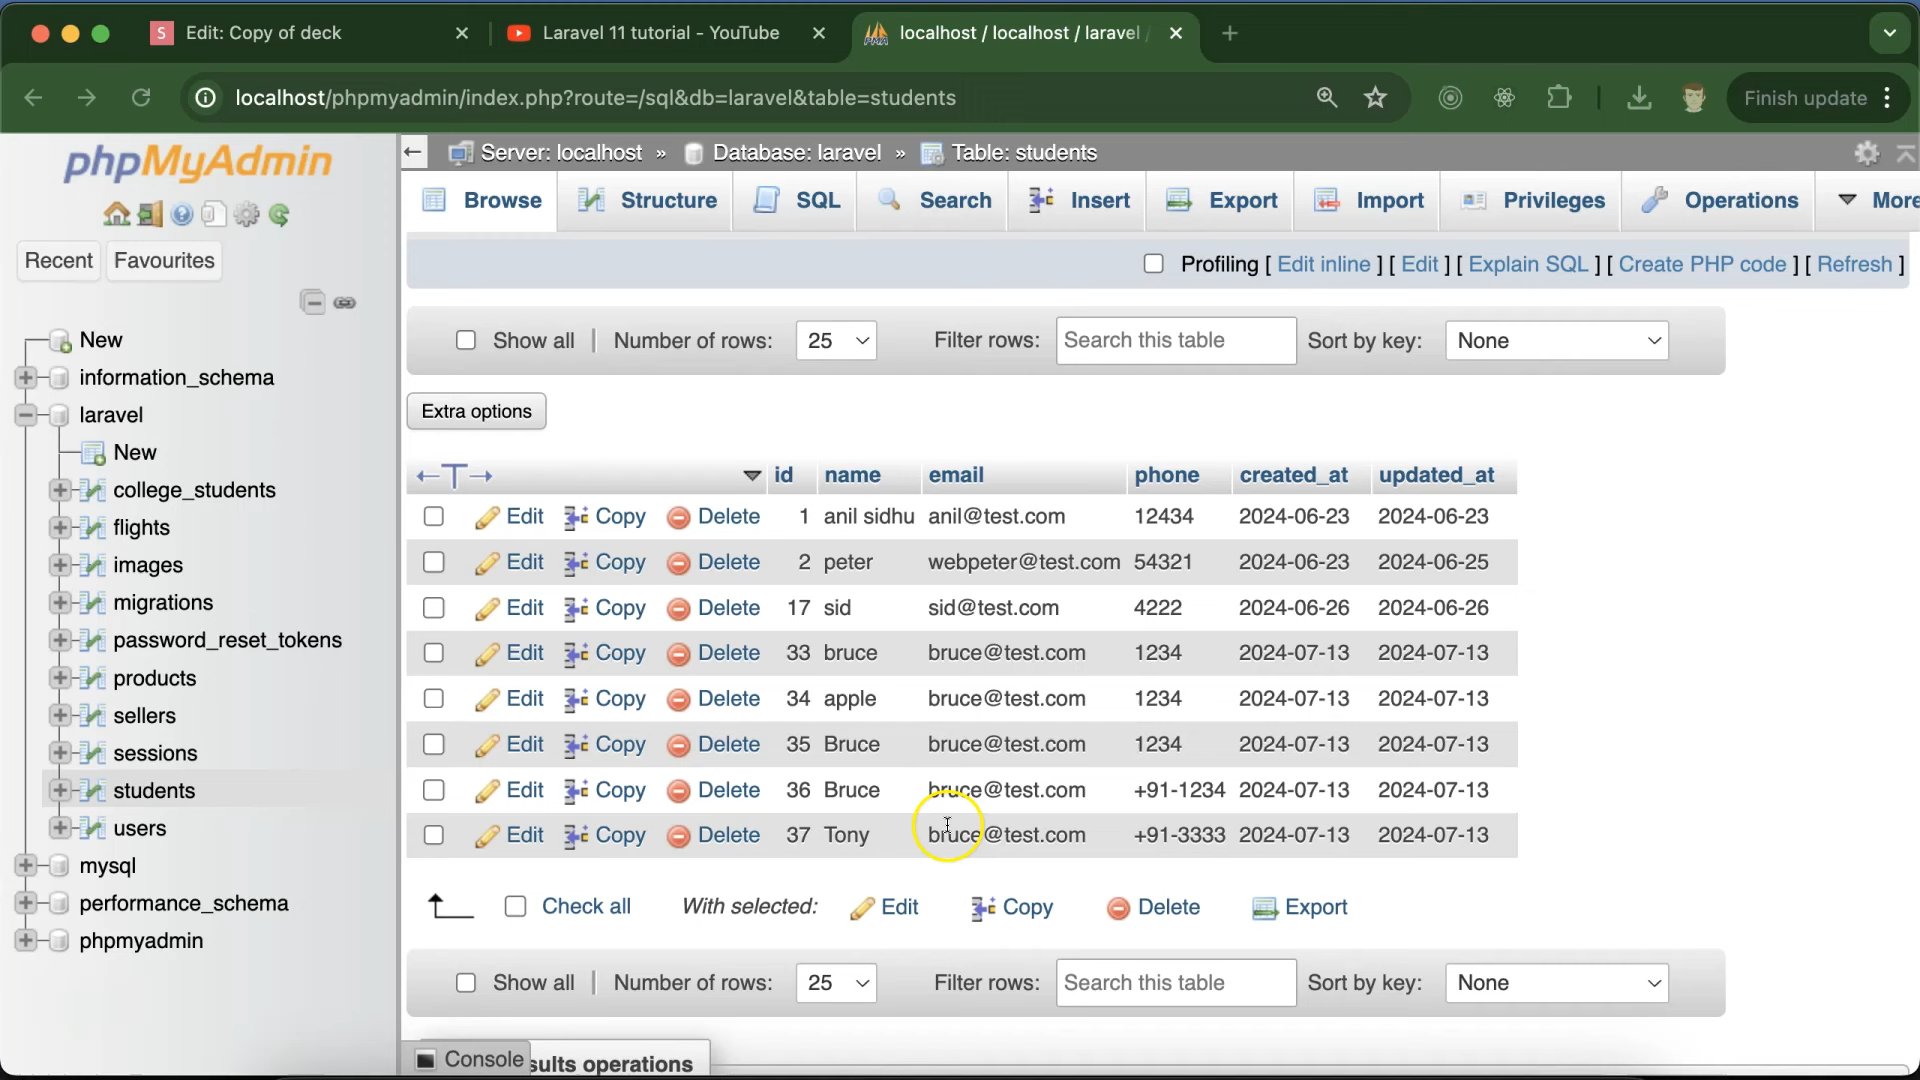 Edit: Copy of deck
Laravel 11 tutorial - YouTube
localhost / localhost / laravel
localhost/phpmyadmin/index.php?route=/sql&db=laravel&table=students
Finish update
phpMyAdmin
Recent Favourites
New
information_schema
laravel
New
college_students
flights
images
migrations
password_reset_tokens
products
sellers
sessions
students
users
mysql
performance_schema
phpmyadmin
Server: localhost » Database: laravel » Table: students
Browse Structure SQL Search Insert Export Import Privileges Operations More
Profiling [ Edit inline ] [ Edit ] [ Explain SQL ] [ Create PHP code ] [ Refresh ]
Show all | Number of rows: 25 Filter rows: Search this table Sort by key: None
Extra options
id name email phone created_at updated_at
Edit Copy Delete 1 anil sidhu anil@test.com 12434 2024-06-23 2024-06-23
Edit Copy Delete 2 peter webpeter@test.com 54321 2024-06-23 2024-06-25
Edit Copy Delete 17 sid sid@test.com 4222 2024-06-26 2024-06-26
Edit Copy Delete 33 bruce bruce@test.com 1234 2024-07-13 2024-07-13
Edit Copy Delete 34 apple bruce@test.com 1234 2024-07-13 2024-07-13
Edit Copy Delete 35 Bruce bruce@test.com 1234 2024-07-13 2024-07-13
Edit Copy Delete 36 Bruce bruce@test.com +91-1234 2024-07-13 2024-07-13
Edit Copy Delete 37 Tony bruce@test.com +91-3333 2024-07-13 2024-07-13
Check all With selected: Edit Copy Delete Export
Show all | Number of rows: 25 Filter rows: Search this table Sort by key: None
Console sults operations